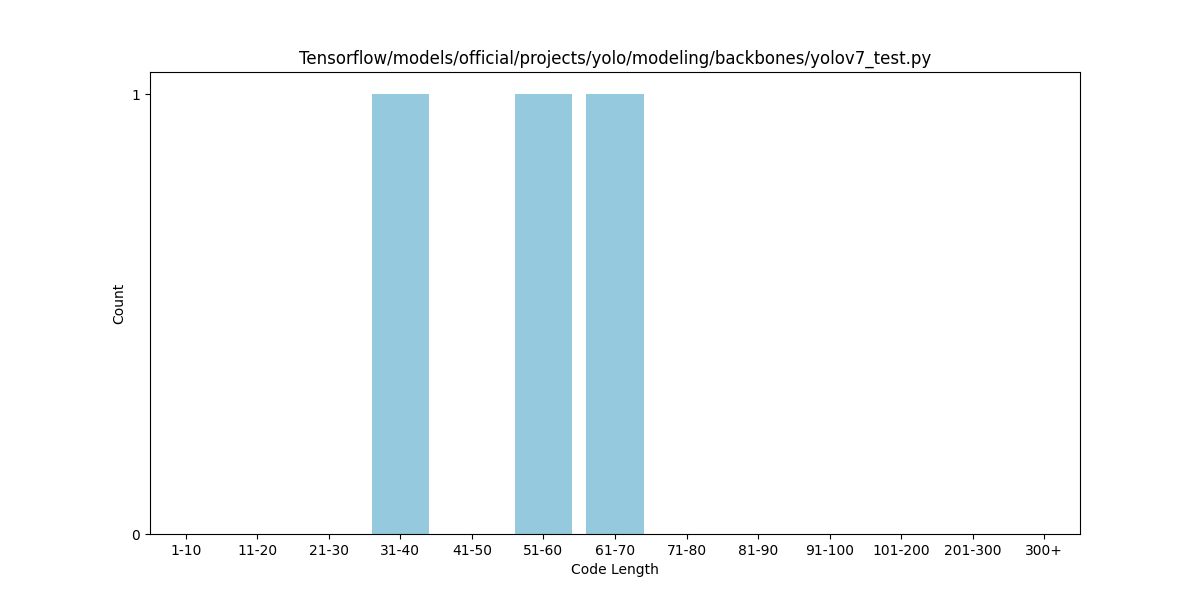 Tensorflow/models/official/projects/yolo/modeling/backbones/yolov7_test.py
1
Count
0
1-10 11-20 21-30 31-40 41-50 51-60 61-70 71-80 81-90 91-100 101-200 201-300 300+
Code Length